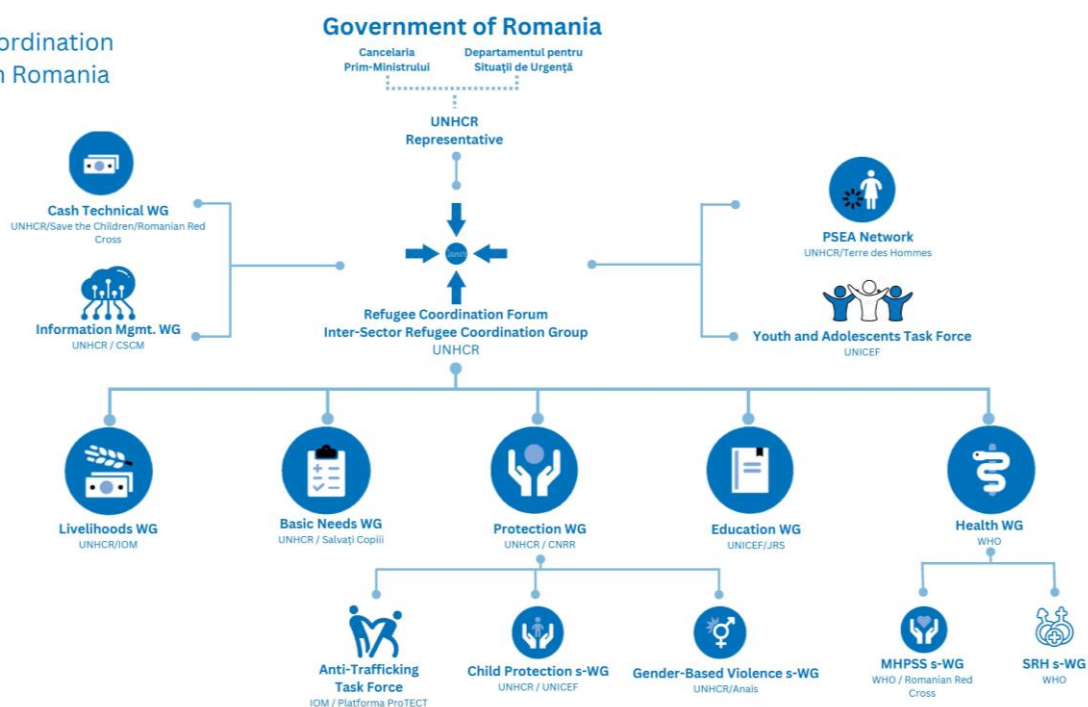 ordination
n Romania
Government of Romania
Cancelaria
Prim-Ministrului
Departamentul pentru
Situații de Urgență
UNHCR
Representative
Cash Technical WG
UNHCR/Save the Children/Romanian Red
Cross
Information Mgmt. WG
UNHCR / CSCM
PSEA Network
UNHCR/Terre des Hommes
Youth and Adolescents Task Force
UNICEF
Refugee Coordination Forum
Inter-Sector Refugee Coordination Group
UNHCR
Livelihoods WG
UNHCR/IOM
Basic Needs WG
UNHCR / Salvați Copiii
Protection WG
UNHCR / CNRR
Education WG
UNICEF/JRS
Health WG
WHO
Anti-Trafficking
Task Force
IOM / Platforma ProTECT
Child Protection s-WG
UNHCR / UNICEF
Gender-Based Violence s-WG
UNHCR/Anais
MHPSS s-WG
WHO / Romanian Red
Cross
SRH s-WG
WHO